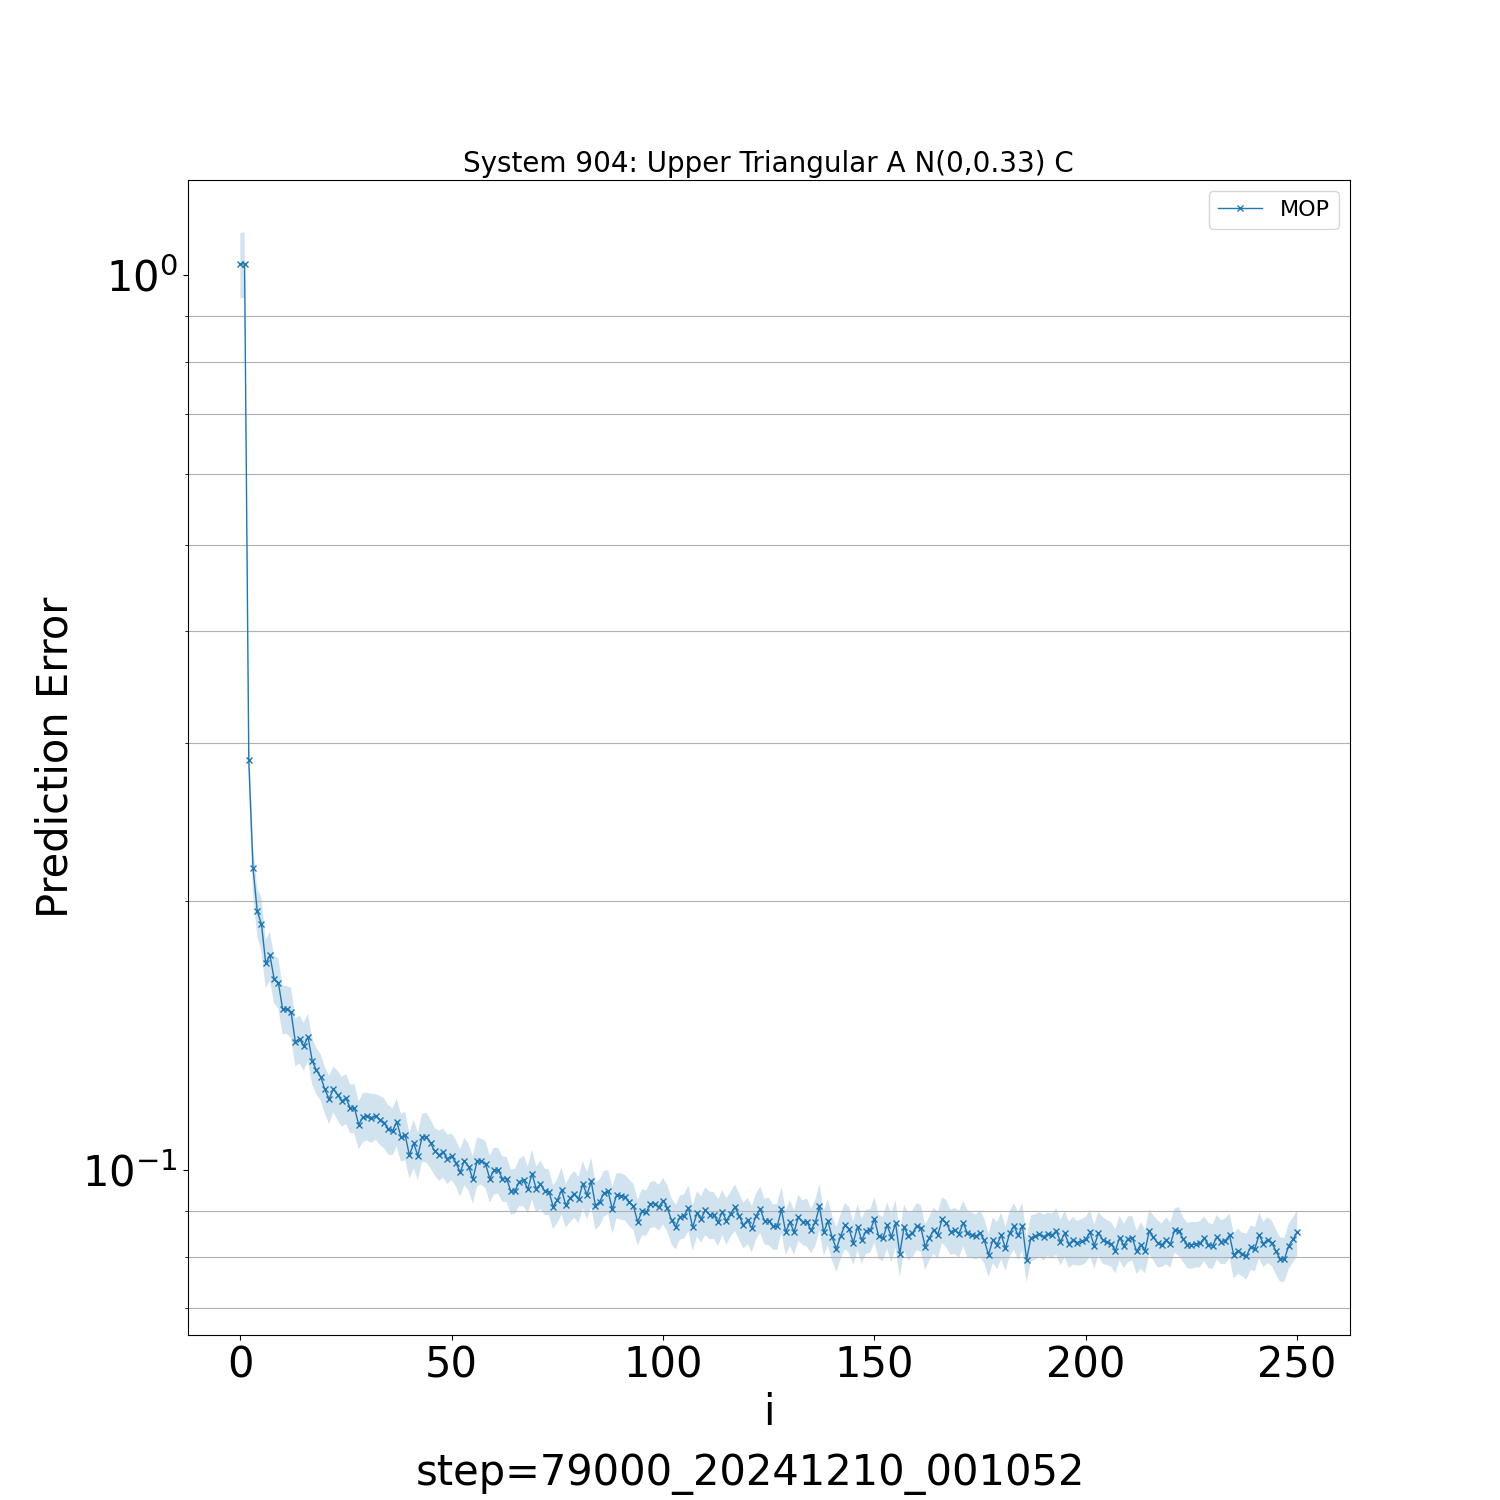 System 904: Upper Triangular A N(0,0.33) C
MOP
10⁰
10⁻¹
Prediction Error
0 50 100 150 200 250
i
step=79000_20241210_001052